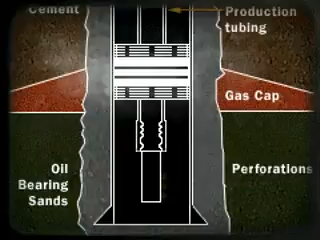 Cement
Production
tubing
Gas Cap
Oil
Bearing
Sands
Perforations